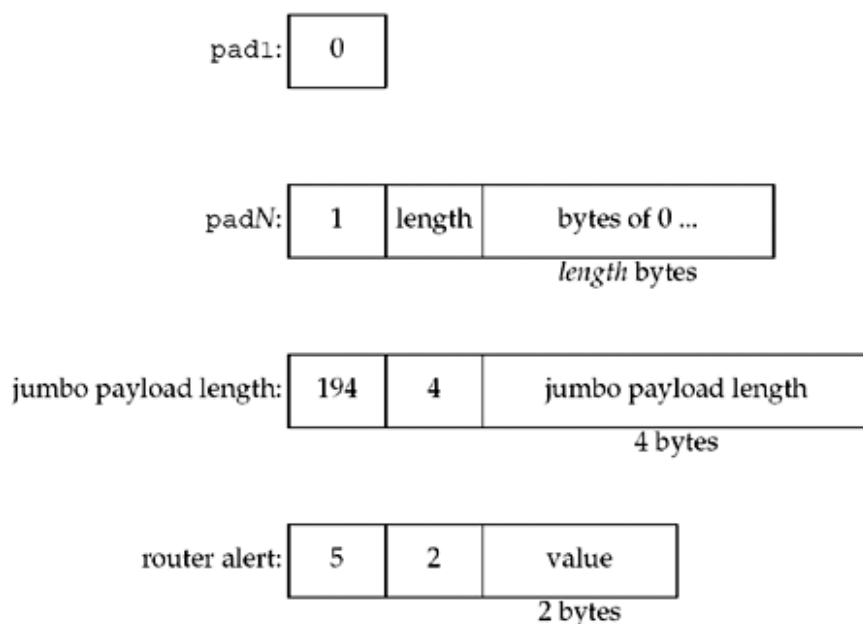 pad1: 0
padN: 1 length bytes of 0 ...
length bytes
jumbo payload length: 194 4 jumbo payload length
4 bytes
router alert: 5 2 value
2 bytes